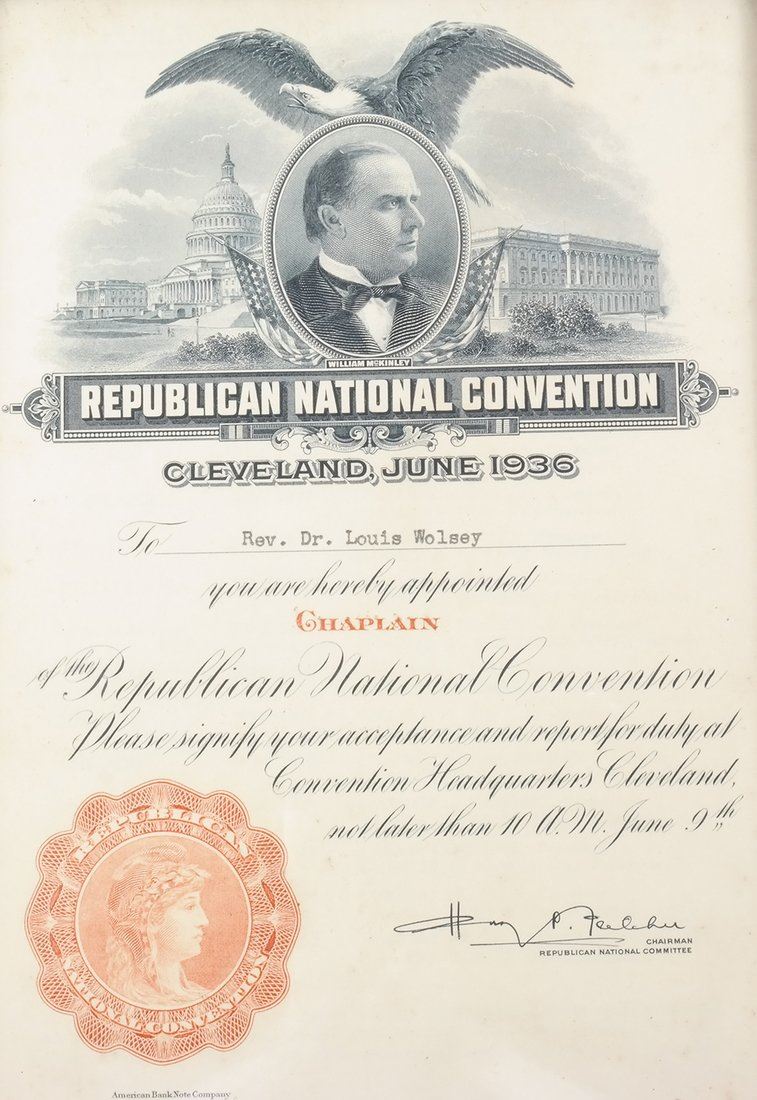 WILLIAM McKINLEY
REPUBLICAN NATIONAL CONVENTION
CLEVELAND, JUNE 1936
To Rev. Dr. Louis Wolsey
you are hereby appointed
CHAPLAIN
of the Republican National Convention
Please signify your acceptance and report for duty at
Convention Headquarters Cleveland,
not later than 10 A.M. June 9th
REPUBLICAN
NATIONAL CONVENTION
CHAIRMAN
REPUBLICAN NATIONAL COMMITTEE
American Bank Note Company